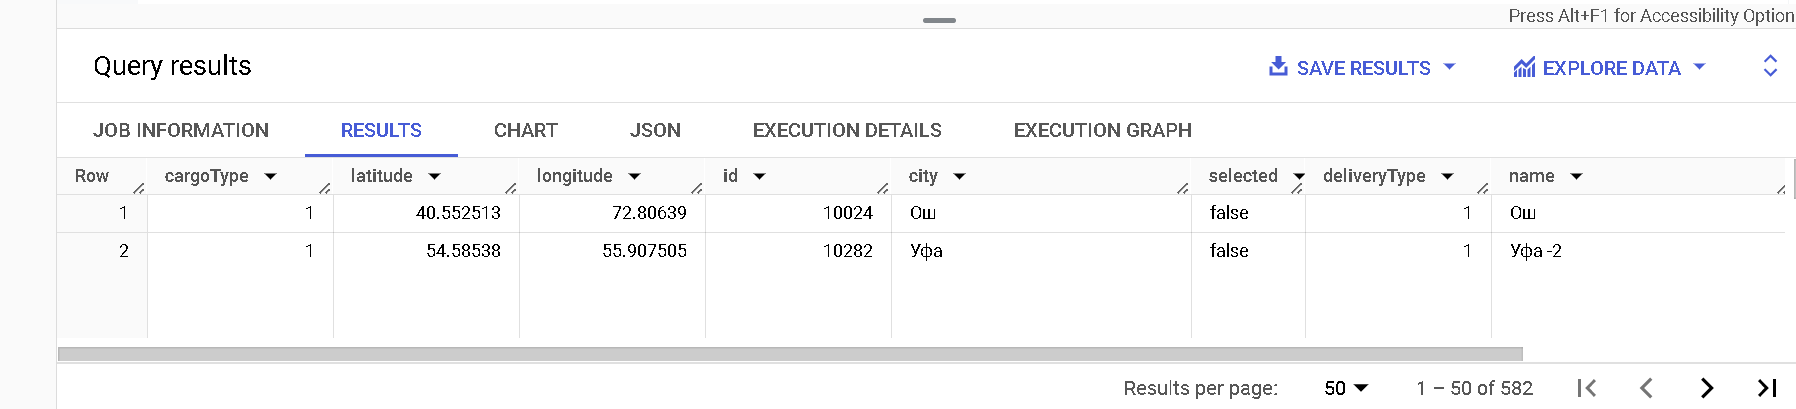 Press Alt+F1 for Accessibility Option
Query results
SAVE RESULTS
EXPLORE DATA
JOB INFORMATION RESULTS CHART JSON EXECUTION DETAILS EXECUTION GRAPH
Row cargoType latitude longitude id city selected deliveryType name
1 1 40.552513 72.80639 10024 Ош false 1 Ош
2 1 54.58538 55.907505 10282 Уфа false 1 Уфа -2
Results per page: 50 1 – 50 of 582